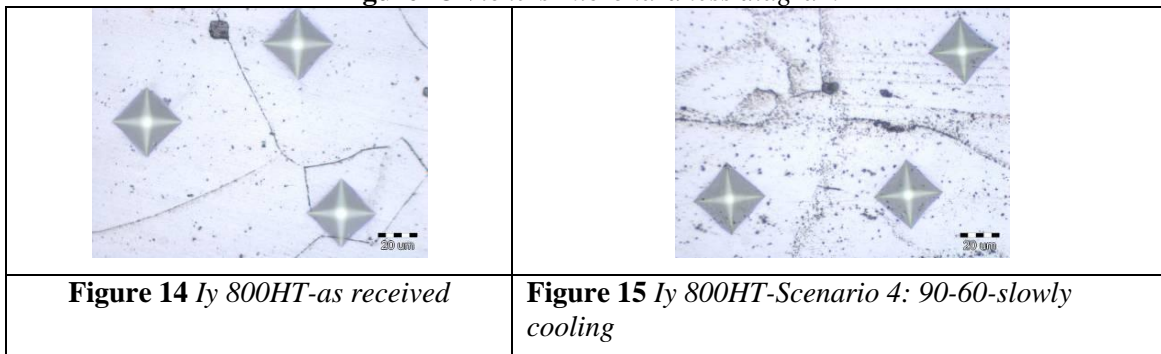 20 um
20 um
Figure 14 Iy 800HT-as received
Figure 15 Iy 800HT-Scenario 4: 90-60-slowly
cooling